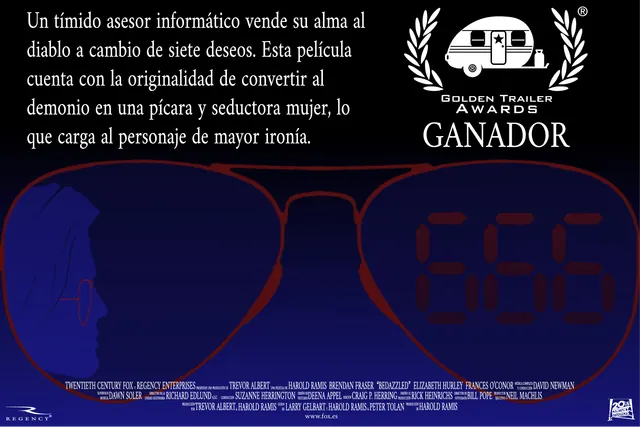 Un tímido asesor informático vende su alma al
diablo a cambio de siete deseos. Esta película
cuenta con la originalidad de convertir al
demonio en una pícara y seductora mujer, lo
que carga al personaje de mayor ironía.
®
GOLDEN TRAILER
AWARDS
GANADOR
666
TWENTIETH CENTURY FOX REGENCY ENTERPRISES TREVOR ALBERT HAROLD RAMIS BRENDAN FRASER "BEDAZZLED" ELIZABETH HURLEY FRANCES O'CONOR DAVID NEWMAN
DAWN SOLER RICHARD EDLUND SUZANNE HERRINGTON DEENA APPEL CRAIG P. HERRING RICK HEINRICHS BILL POPE NEIL MACHLIS
TREVOR ALBERT, HAROLD RAMIS LARRY GELBART HAROLD RAMIS PETER TOLAN HAROLD RAMIS
www.fox.es
REGENCY